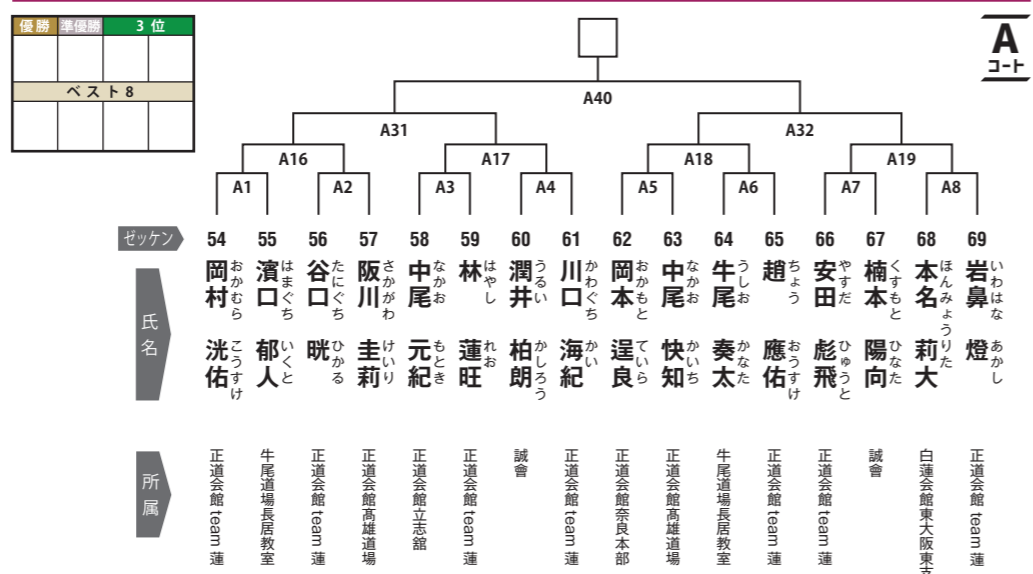 優勝 準優勝 3位
ベスト8
A
コート
A40
A31 A32
A16 A17 A18 A19
A1 A2 A3 A4 A5 A6 A7 A8
ゼッケン 54 55 56 57 58 59 60 61 62 63 64 65 66 67 68 69
氏名
岡村 洸佑 おかむら こうすけ
濱口 郁人 はまぐち いくと
谷口 晄 たにぐち ひかる
阪川 圭莉 さかがわ けいり
中尾 元紀 なかお もとき
林 蓮旺 はやし れお
潤井 柏朗 うるい かしろう
川口 海紀 かわぐち かい
岡本 逞良 おかもと ていら
中尾 快知 なかお かいち
牛尾 奏太 うしお かなた
趙 應佑 ちょう おうすけ
安田 彪飛 やすだ ひゅうと
楠本 陽向 くすもと ひなた
本名 莉大 ほんみょう りた
岩鼻 燈 いわはな あかし
所属
正道会館 team 蓮
牛尾道場長居教室
正道会館 team 蓮
正道会館髙雄道場
正道会館立志舘
正道会館 team 蓮
誠會
正道会館 team 蓮
正道会館奈良本部
正道会館髙雄道場
牛尾道場長居教室
正道会館 team 蓮
正道会館 team 蓮
誠會
白蓮会館東大阪東
正道会館 team 蓮